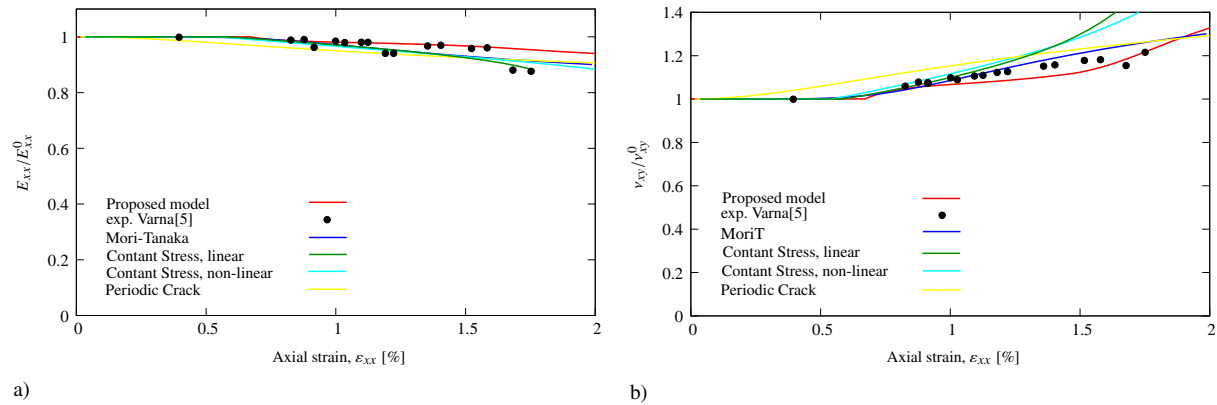 1
0.8
0.6
0.4
0.2
0
0
0.5
1
1.5
2
E_xx/E^0_xx
Axial strain, ε_xx [%]
Proposed model
exp. Varna[5]
Mori-Tanaka
Contant Stress, linear
Contant Stress, non-linear
Periodic Crack
a)
1.4
1.2
1
0.8
0.6
0.4
0.2
0
0
0.5
1
1.5
2
ν_xy/ν^0_xy
Axial strain, ε_xx [%]
Proposed model
exp. Varna[5]
MoriT
Contant Stress, linear
Contant Stress, non-linear
Periodic Crack
b)